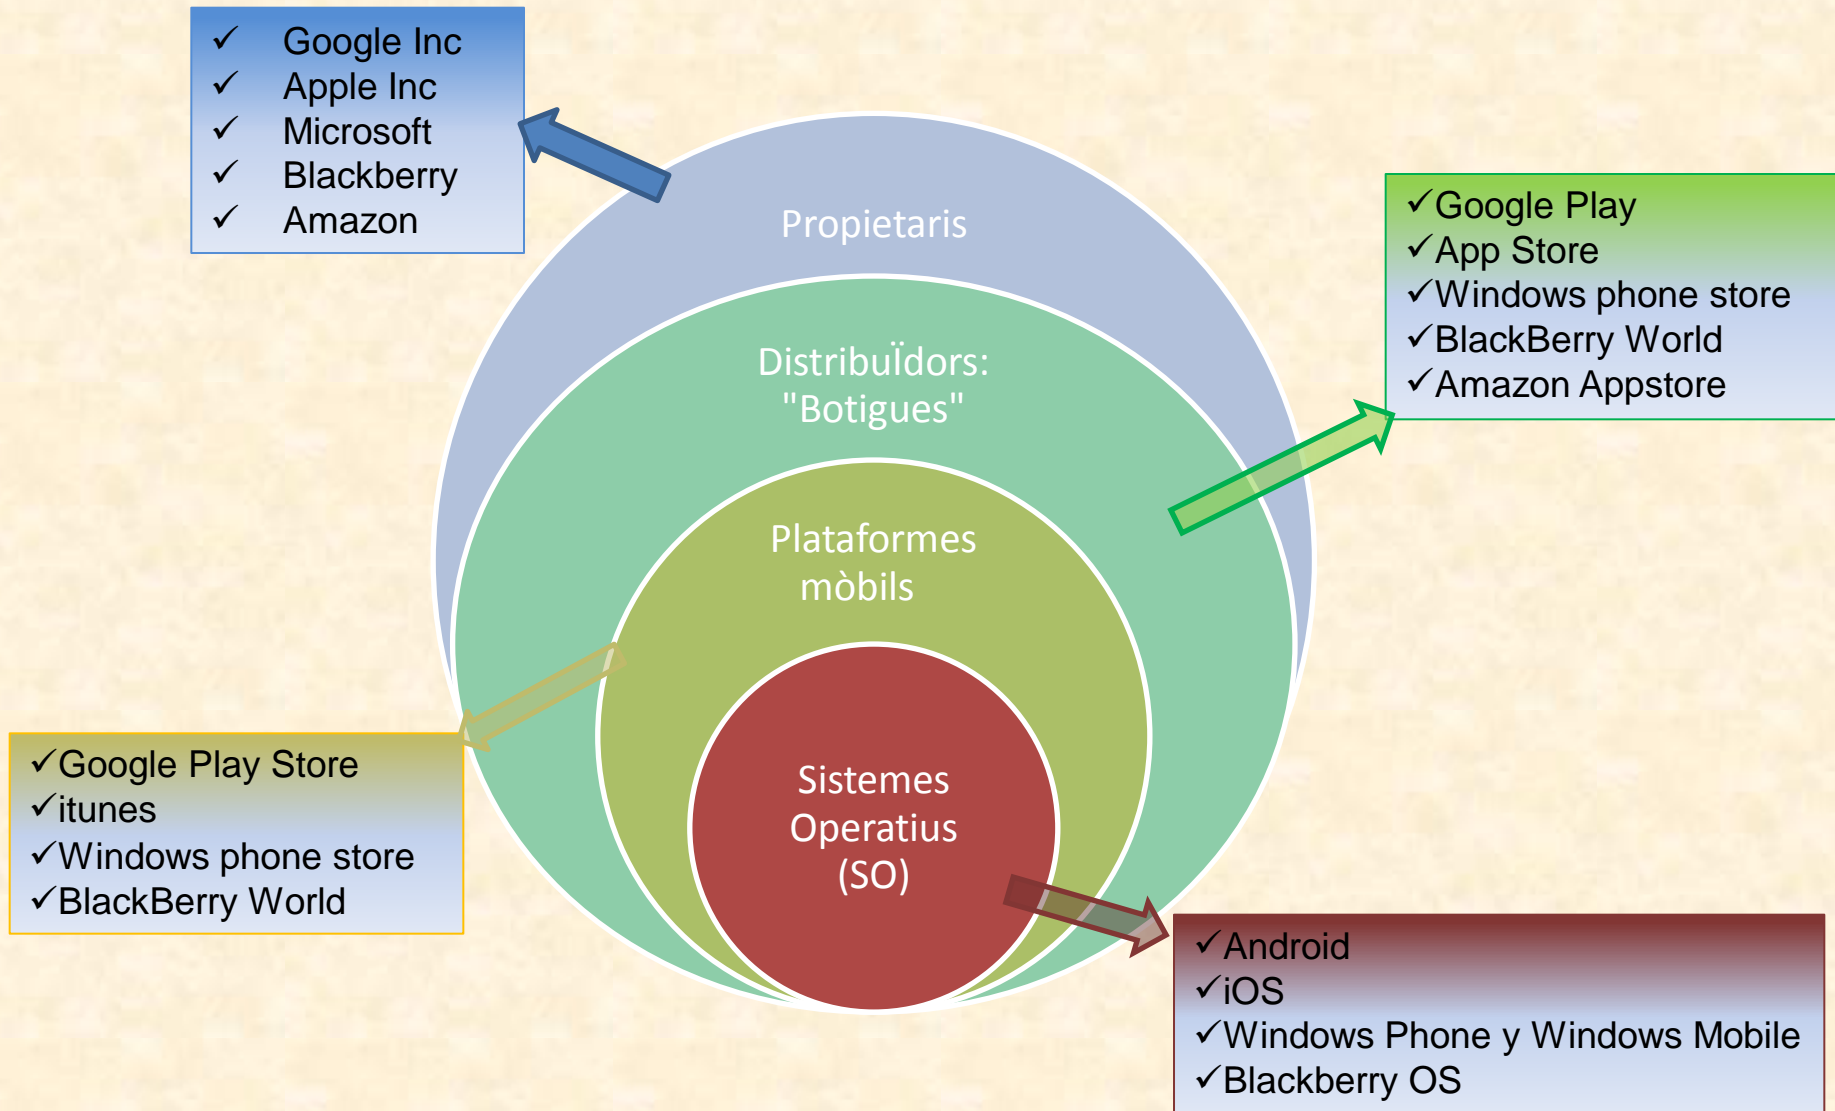 ✓ Google Inc
✓ Apple Inc
✓ Microsoft
✓ Blackberry
✓ Amazon
Propietaris
✓Google Play
✓App Store
✓Windows phone store
✓BlackBerry World
✓Amazon Appstore
DistribuÏdors:
"Botigues"
Plataformes
mòbils
✓Google Play Store
✓itunes
✓Windows phone store
✓BlackBerry World
Sistemes
Operatius
(SO)
✓Android
✓iOS
✓Windows Phone y Windows Mobile
✓Blackberry OS